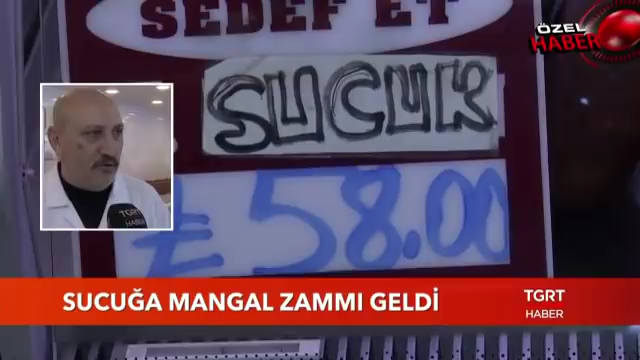 SEDEF ET
SUCUK
₺58.00
ÖZEL
HABER
TGRT
HABER
SUCUĞA MANGAL ZAMMI GELDİ
TGRT
HABER